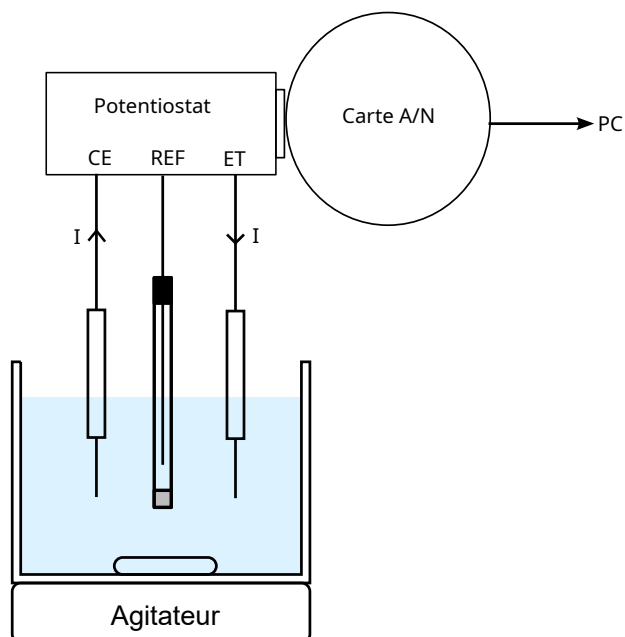 Potentiostat
Carte A/N
PC
CE REF ET
I I
Agitateur